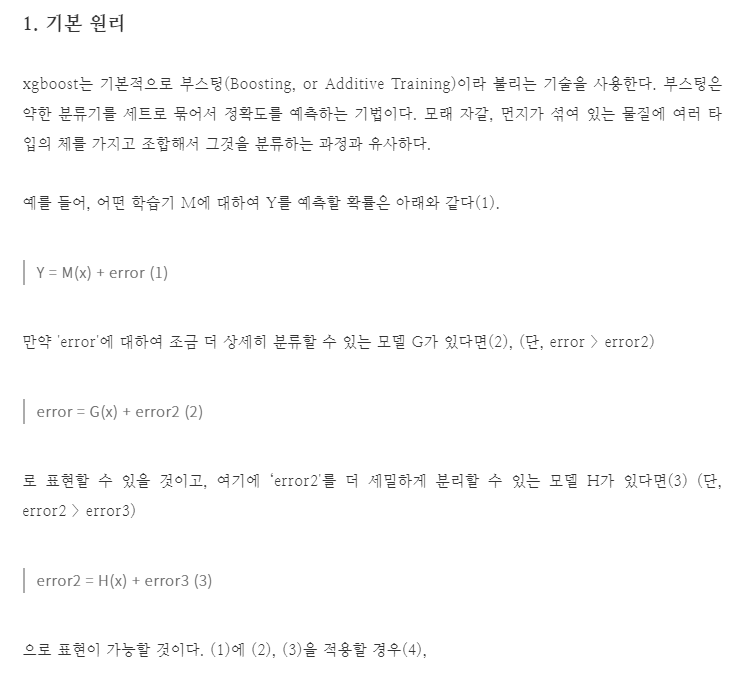 1. 기본 원리
xgboost는 기본적으로 부스팅(Boosting, or Additive Training)이라 불리는 기술을 사용한다. 부스팅은
약한 분류기를 세트로 묶어서 정확도를 예측하는 기법이다. 모래 자갈, 먼지가 섞여 있는 물질에 여러 타
입의 체를 가지고 조합해서 그것을 분류하는 과정과 유사하다.
예를 들어, 어떤 학습기 M에 대하여 Y를 예측할 확률은 아래와 같다(1).
Y = M(x) + error (1)
만약 'error'에 대하여 조금 더 상세히 분류할 수 있는 모델 G가 있다면(2), (단, error > error2)
error = G(x) + error2 (2)
로 표현할 수 있을 것이고, 여기에 ‘error2'를 더 세밀하게 분리할 수 있는 모델 H가 있다면(3) (단,
error2 > error3)
error2 = H(x) + error3 (3)
으로 표현이 가능할 것이다. (1)에 (2), (3)을 적용할 경우(4),